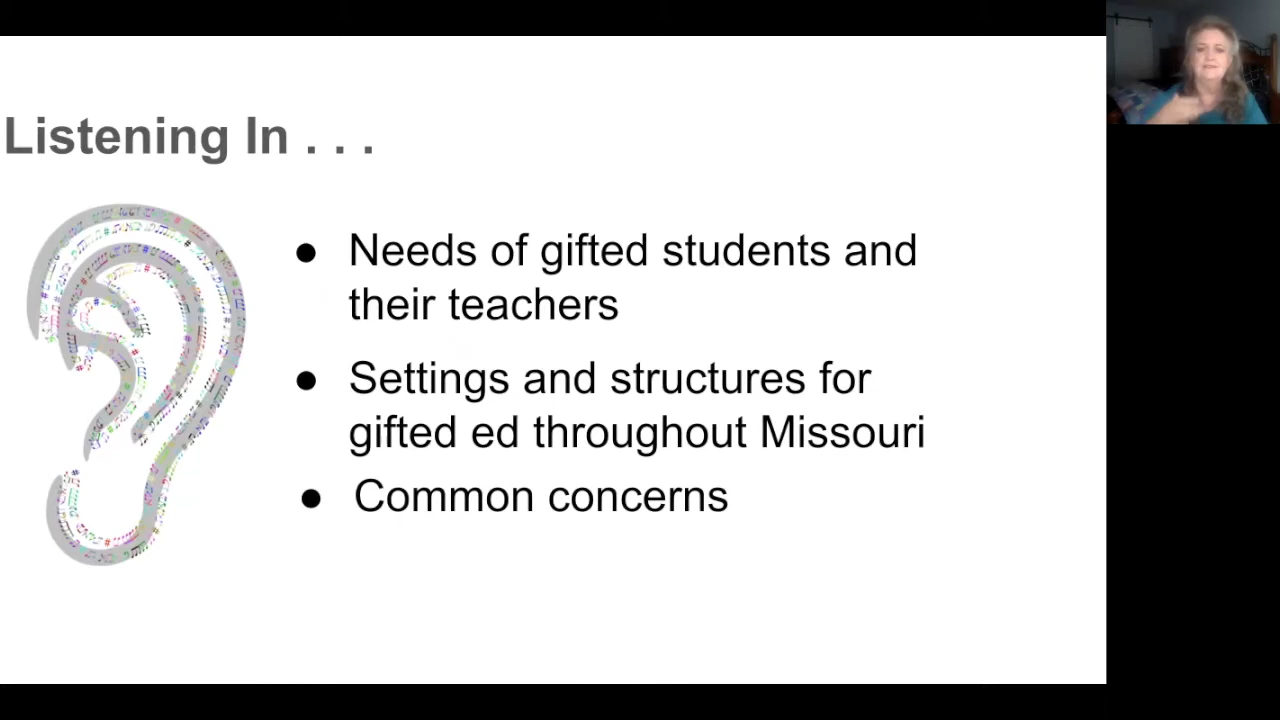 Listening In . . .
● Needs of gifted students and
their teachers
● Settings and structures for
gifted ed throughout Missouri
● Common concerns